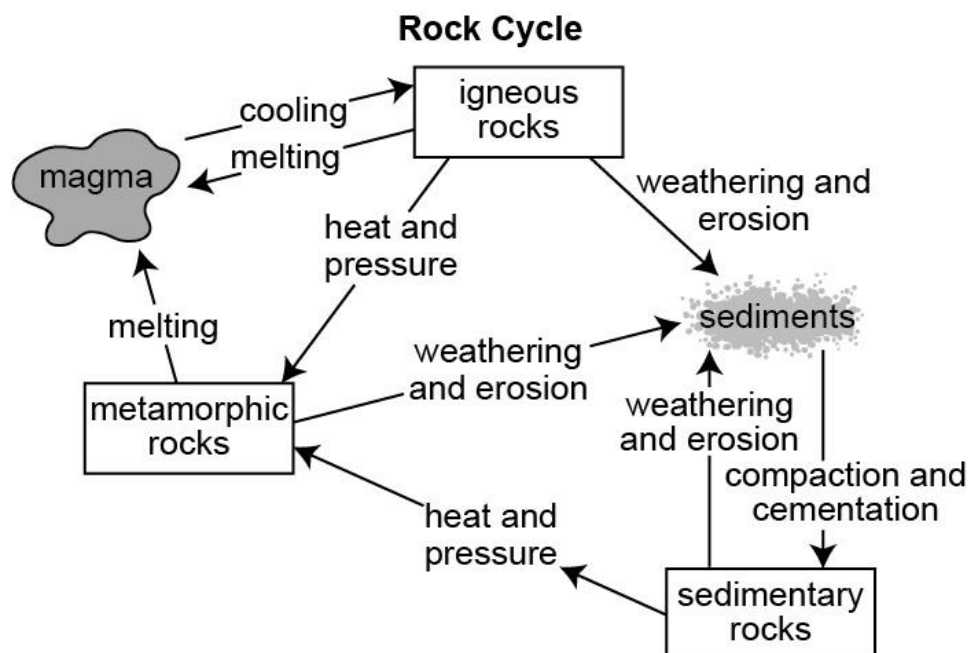 Rock Cycle
igneous
rocks
cooling
melting
magma
weathering and
erosion
heat and
pressure
sediments
melting
weathering
and erosion
metamorphic
rocks
weathering
and erosion
compaction and
cementation
heat and
pressure
sedimentary
rocks